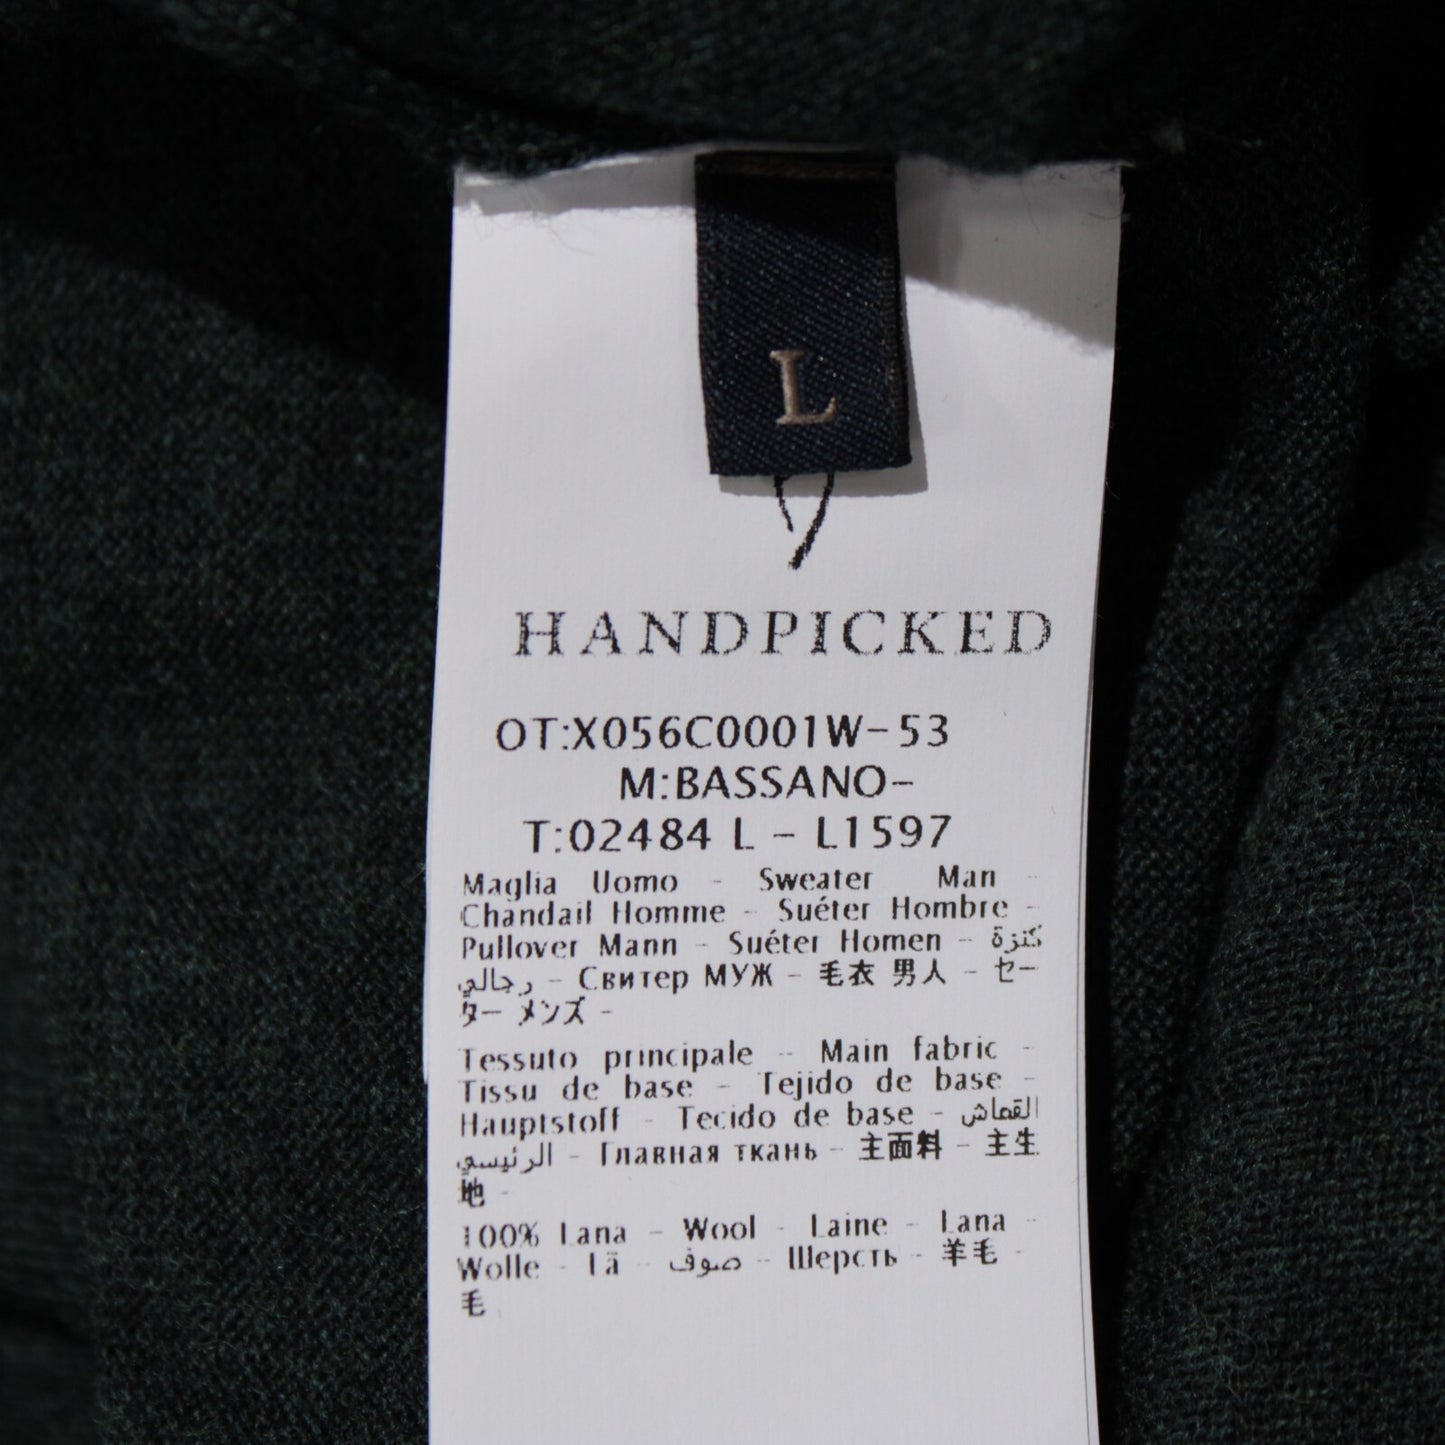 L
HANDPICKED
OT:X056C0001W-53
M:BASSANO-
T:02484 L - L1597
Maglia Uomo - Sweater Man -
Chandail Homme - Suéter Hombre -
Pullover Mann - Suéter Homen - كنزة
رجالي - Свитер МУЖ - 毛衣 男人 - セー
ター メンズ -
Tessuto principale - Main fabric -
Tissu de base - Tejido de base -
Hauptstoff - Tecido de base - القماش
الرئيسي - Главная ткань - 主面料 - 主生
地 -
100% Lana - Wool - Laine - Lana -
Wolle - Lã - صوف - Шерсть - 羊毛 -
毛